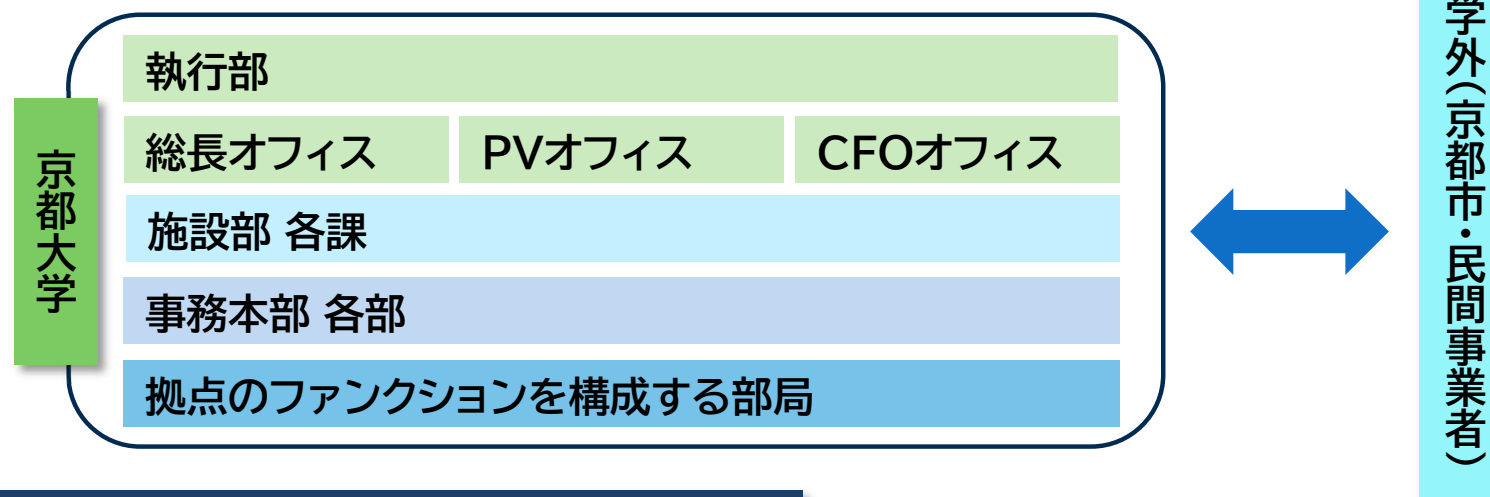 執行部
総長オフィス
PVオフィス
CFOオフィス
施設部 各課
事務本部 各部
拠点のファンクションを構成する部局
京都大学
学外(京都市・民間事業者)